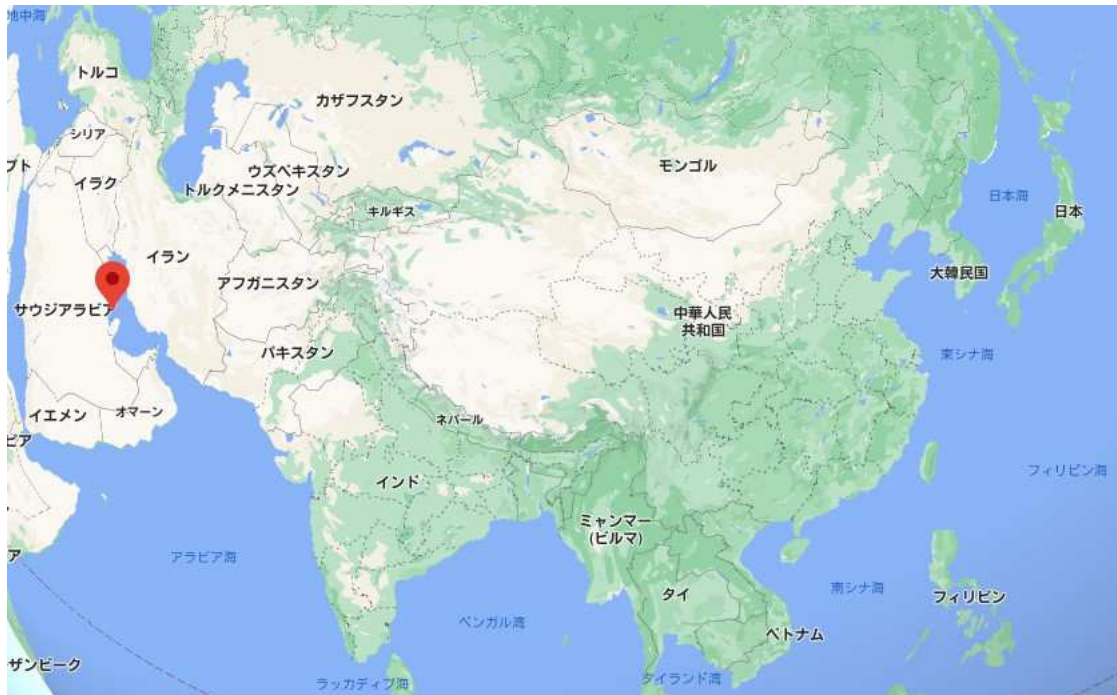 地中海
トルコ
カザフスタン
シリア
プト
モンゴル
ウズベキスタン
イラク
トルクメニスタン
日本海
キルギス
日本
イラン
大韓民国
アフガニスタン
サウジアラビア
中華人民
共和国
パキスタン
東シナ海
イエメン
オマーン
ネパール
ビア
フィリピン海
インド
ミャンマー
(ビルマ)
ア
アラビア海
南シナ海
タイ
フィリピン
ベンガル湾
ベトナム
ザンビーク
ラッカディブ海
タイランド湾